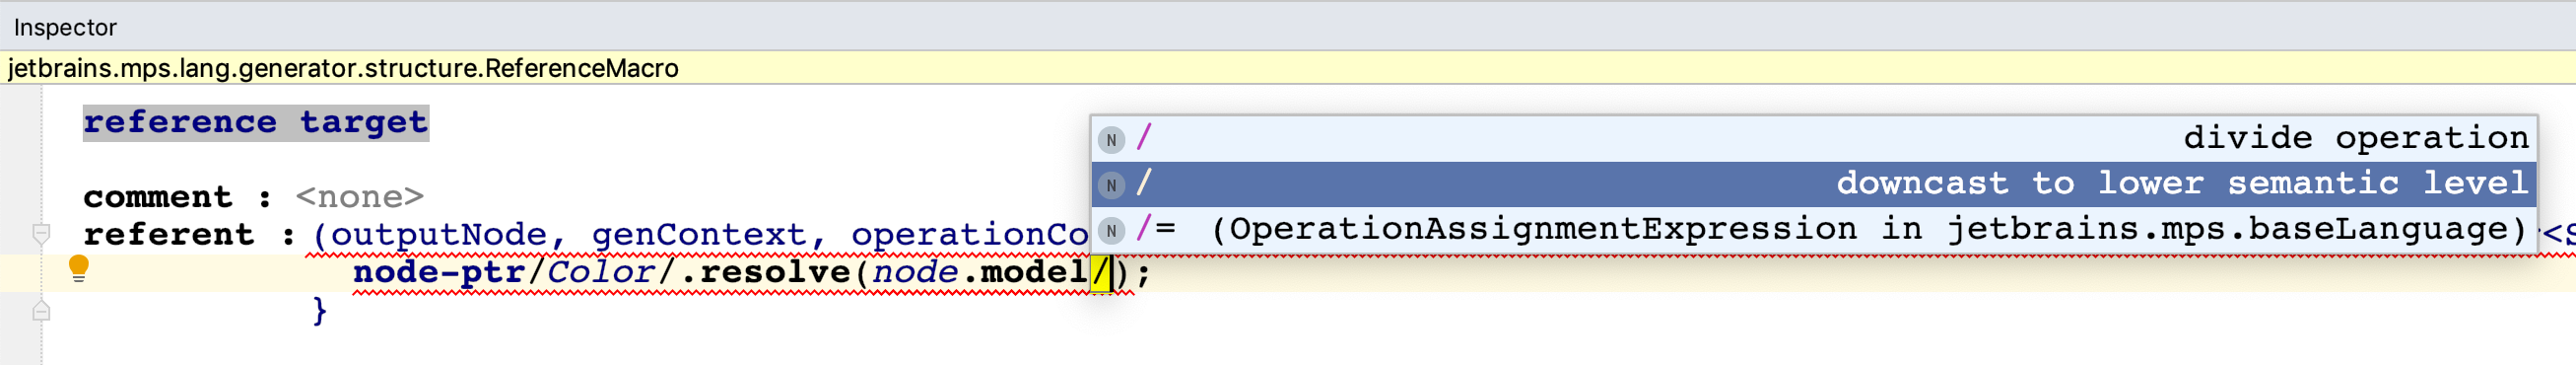 Inspector
jetbrains.mps.lang.generator.structure.ReferenceMacro
reference target
comment : <none>
referent : (outputNode, genContext, operationCo
node-ptr/Color/.resolve(node.model/);
}
N / divide operation
N / downcast to lower semantic level
N /= (OperationAssignmentExpression in jetbrains.mps.baseLanguage)